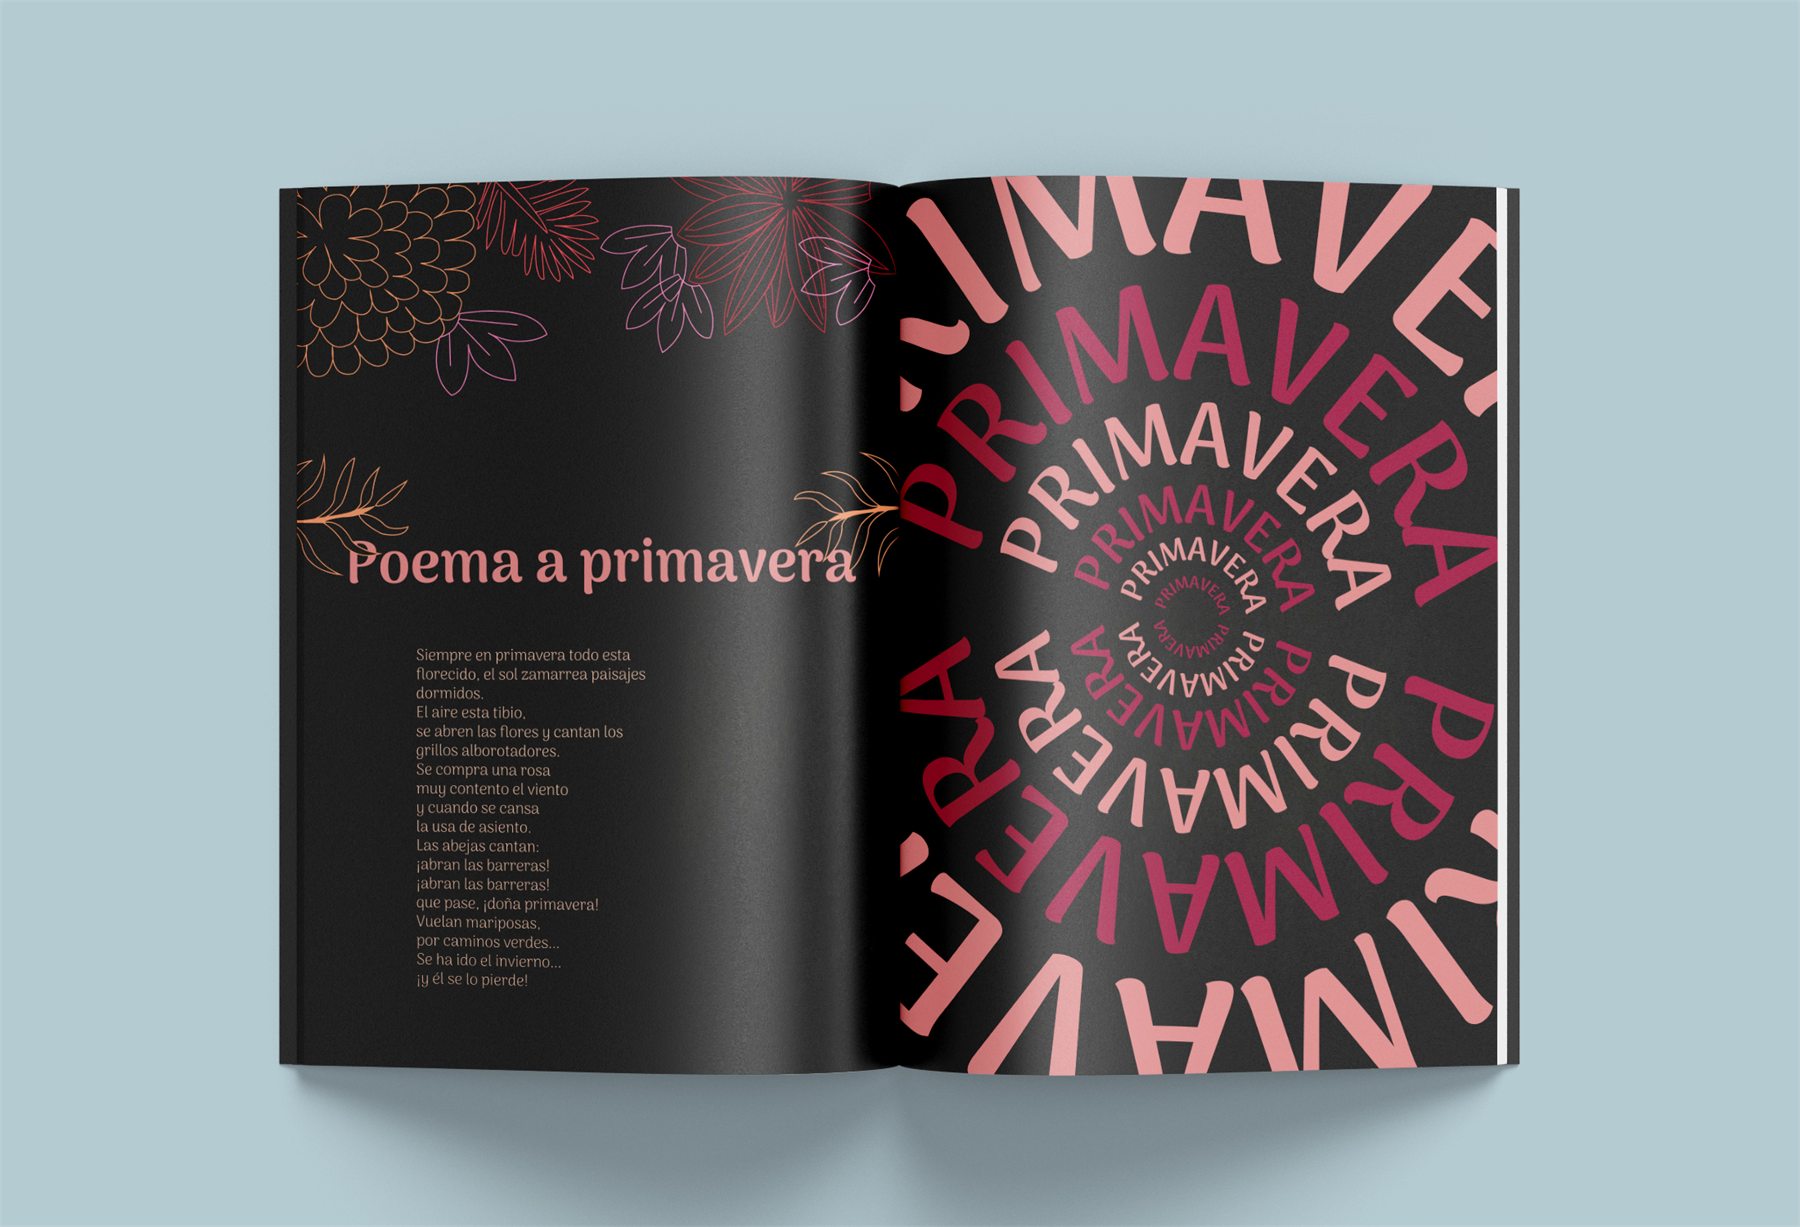 Poema a primavera
Siempre en primavera todo esta
florecido, el sol zamarrea paisajes
dormidos.
El aire esta tibio,
se abren las flores y cantan los
grillos alborotadores.
Se compra una rosa
muy contento el viento
y cuando se cansa
la usa de asiento.
Las abejas cantan:
¡abran las barreras!
¡abran las barreras!
que pase, ¡doña primavera!
Vuelan mariposas,
por caminos verdes...
Se ha ido el invierno...
¡y él se lo pierde!
RIMAVER
PRIMAVERA
PRIMAVERA
PRIMAVERA
PRIMAVERA
PRIMAVERA
PRIMAVERA
PRIMAVERA
PRIMAVERA
PRIMAVERA
PRIMAVERA
RIMAVE